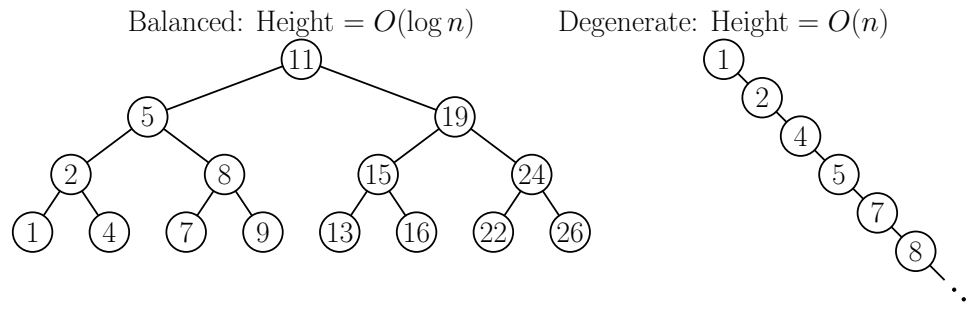 Balanced: Height = O(log n)
Degenerate: Height = O(n)
11
5 19
2 8 15 24
1 4 7 9 13 16 22 26
1
2
4
5
7
8
⋱